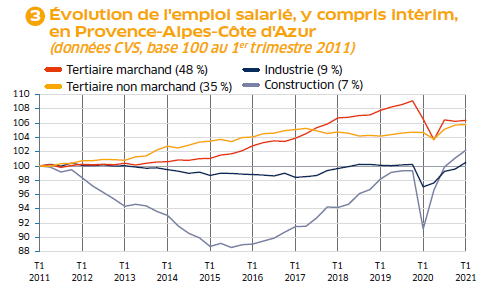 3 Évolution de l'emploi salarié, y compris intérim,
en Provence-Alpes-Côte d'Azur
(données CVS, base 100 au 1er trimestre 2011)
Tertiaire marchand (48 %) Industrie (9 %)
Tertiaire non marchand (35 %) Construction (7 %)
110
108
106
104
102
100
98
96
94
92
90
88
T1 T1 T1 T1 T1 T1 T1 T1 T1 T1 T1
2011 2012 2013 2014 2015 2016 2017 2018 2019 2020 2021